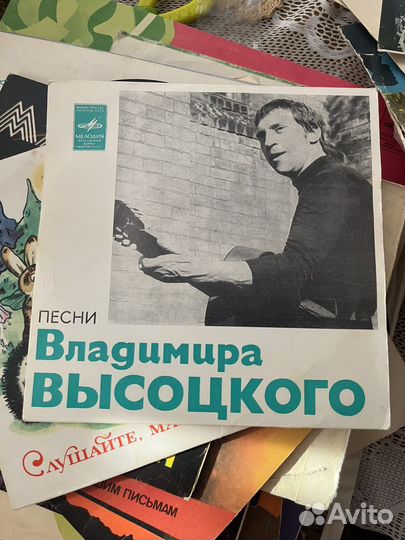 МЕЛОДИЯ
ПЕСНИ
Владимира
ВЫСОЦКОГО
СЛУШАЙТЕ, МА
ИМ ПИСЬМАМ
Avito